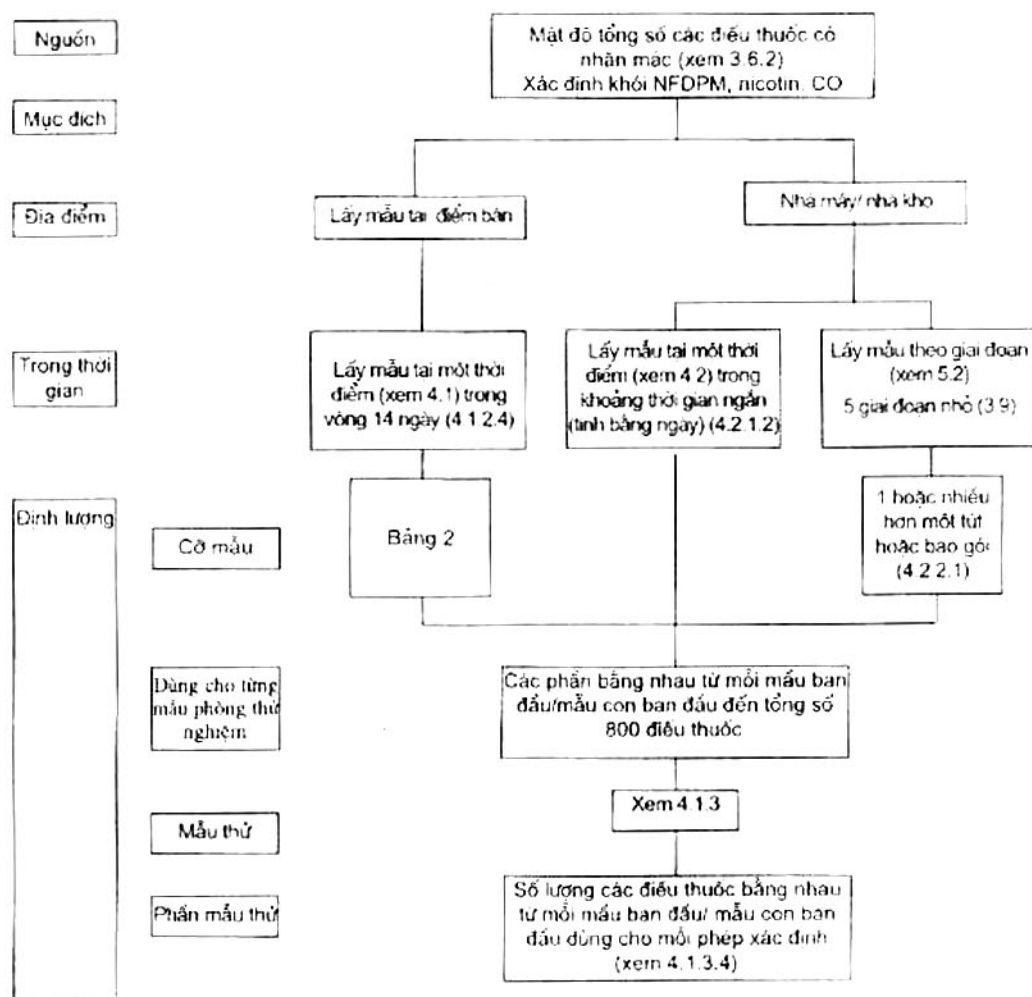 Nguồn
Mật độ tổng số các điếu thuốc có
nhãn mác (xem 3.6.2)
Xác định khói NFDPM, nicotin, CO
Mục đích
Địa điểm
Lấy mẫu tại điểm bán
Nhà máy/ nhà kho
Trong thời
gian
Lấy mẫu tại một thời
điểm (xem 4.1) trong
vòng 14 ngày (4.1.2.4)
Lấy mẫu tại một thời
điểm (xem 4.2) trong
khoảng thời gian ngắn
(tính bằng ngày) (4.2.1.2)
Lấy mẫu theo giai đoạn
(xem 5.2)
5 giai đoạn nhỏ (3.9)
Định lượng
Cỡ mẫu
Bảng 2
1 hoặc nhiều
hơn một tút
hoặc bao gói
(4.2.2.1)
Dùng cho từng
mẫu phòng thử
nghiệm
Các phần bằng nhau từ mỗi mẫu ban
đầu/mẫu con ban đầu đến tổng số
800 điếu thuốc
Xem 4.1.3
Mẫu thử
Phần mẫu thử
Số lượng các điếu thuốc bằng nhau
từ mỗi mẫu ban đầu/ mẫu con ban
đầu dùng cho mỗi phép xác định
(xem 4.1.3.4)